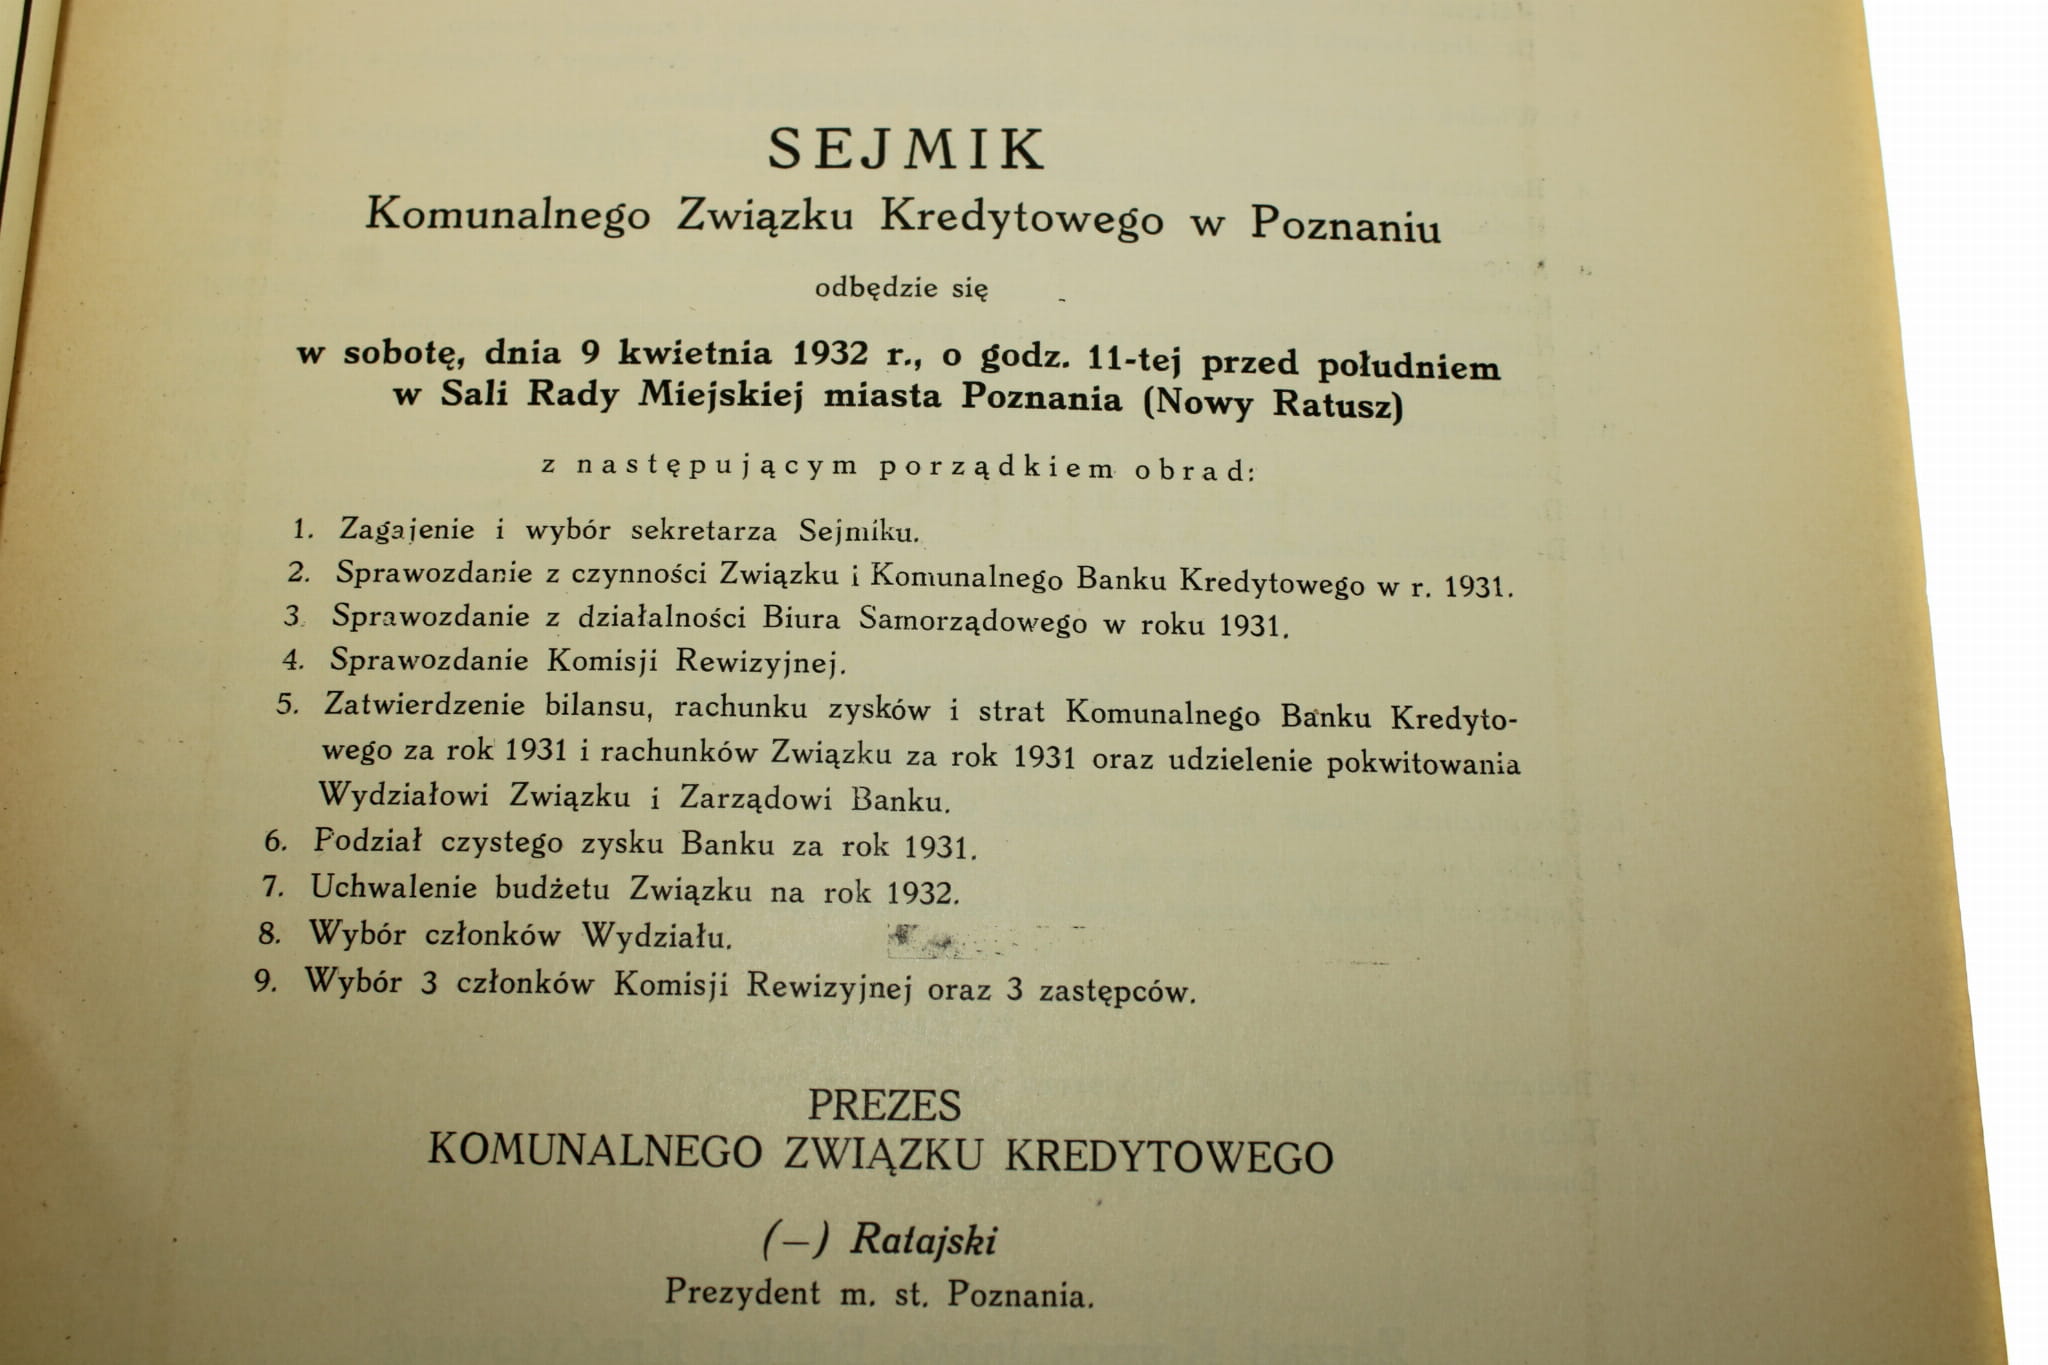 SEJMIK
Komunalnego Związku Kredytowego w Poznaniu
odbędzie się
w sobotę, dnia 9 kwietnia 1932 r., o godz. 11-tej przed południem
w Sali Rady Miejskiej miasta Poznania (Nowy Ratusz)
z następującym porządkiem obrad:
1. Zagajenie i wybór sekretarza Sejmiku.
2. Sprawozdanie z czynności Związku i Komunalnego Banku Kredytowego w r. 1931.
3. Sprawozdanie z działalności Biura Samorządowego w roku 1931.
4. Sprawozdanie Komisji Rewizyjnej.
5. Zatwierdzenie bilansu, rachunku zysków i strat Komunalnego Banku Kredyto-
wego za rok 1931 i rachunków Związku za rok 1931 oraz udzielenie pokwitowania
Wydziałowi Związku i Zarządowi Banku.
6. Podział czystego zysku Banku za rok 1931.
7. Uchwalenie budżetu Związku na rok 1932.
8. Wybór członków Wydziału.
9. Wybór 3 członków Komisji Rewizyjnej oraz 3 zastępców.
PREZES
KOMUNALNEGO ZWIĄZKU KREDYTOWEGO
(—) Ratajski
Prezydent m. st. Poznania.